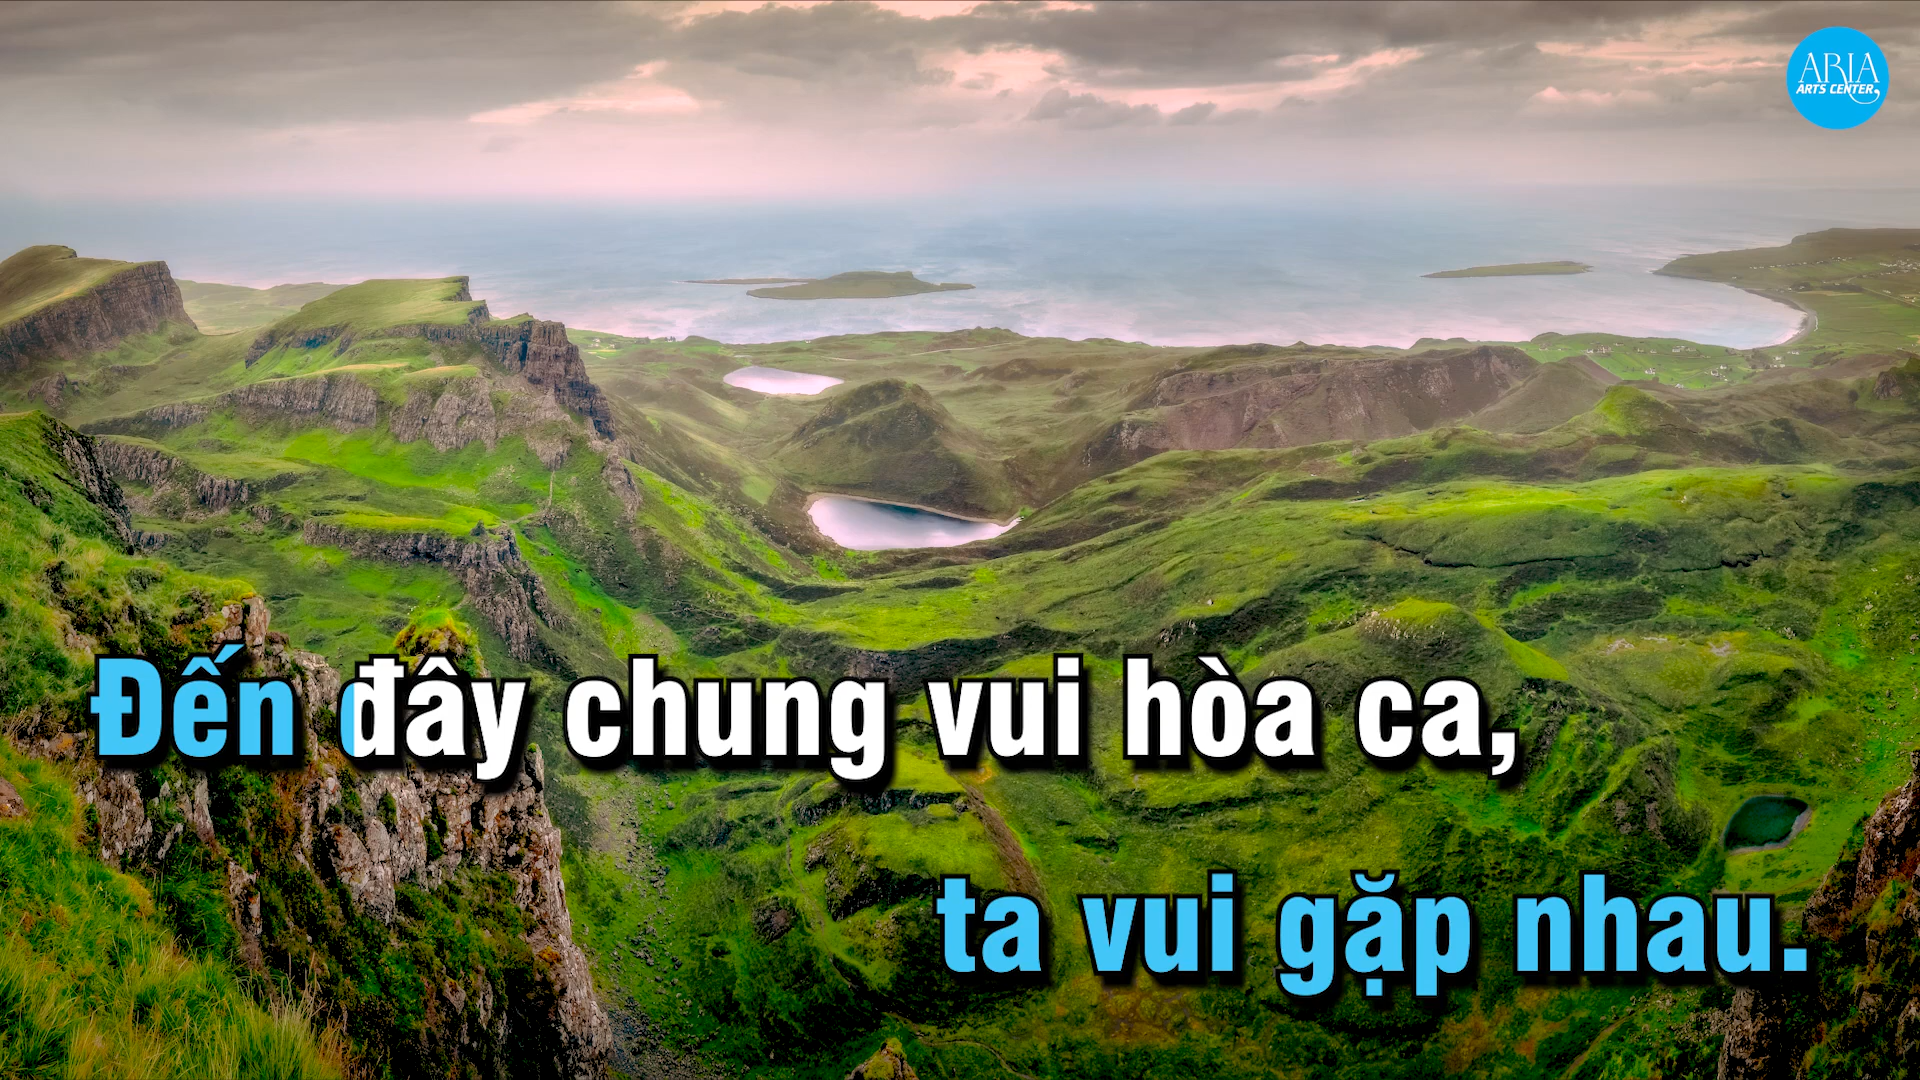 ARIA
ARTS CENTER
Đến đây chung vui hòa ca,
ta vui gặp nhau.